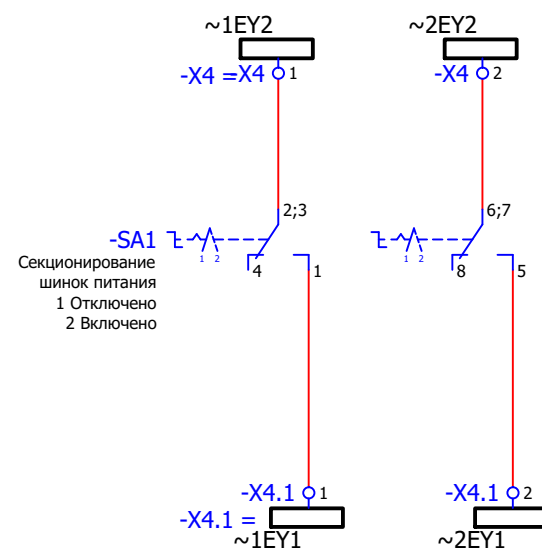 ~1EY2 ~2EY2
-X4 =-X4 1 -X4 2
2;3 6;7
-SA1 1 2 1 2
4 1 8 5
Секционирование
шинок питания
1 Отключено
2 Включено
-X4.1 1 -X4.1 2
-X4.1 =
~1EY1 ~2EY1